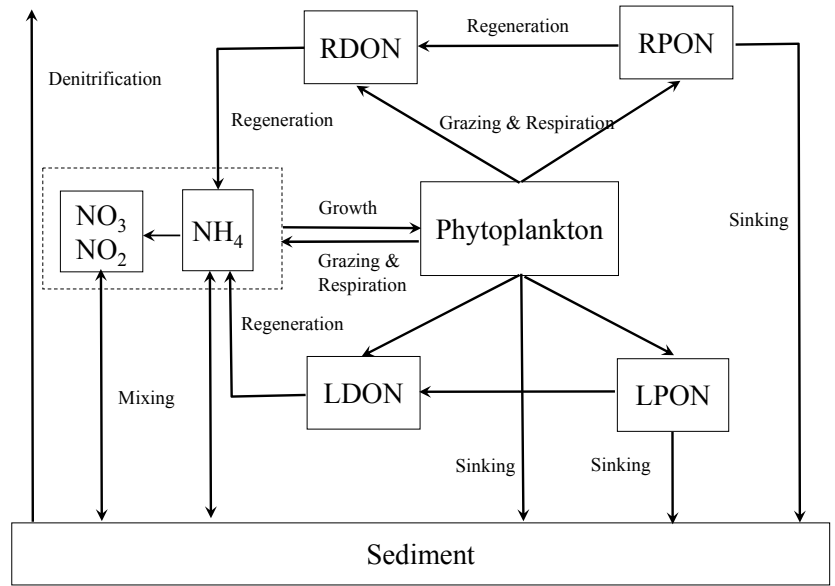 RDON
Regeneration
RPON
Denitrification
Regeneration
Grazing & Respiration
NO₃
NO₂
NH₄
Growth
Phytoplankton
Sinking
Grazing &
Respiration
Regeneration
LDON
LPON
Mixing
Sinking
Sinking
Sediment